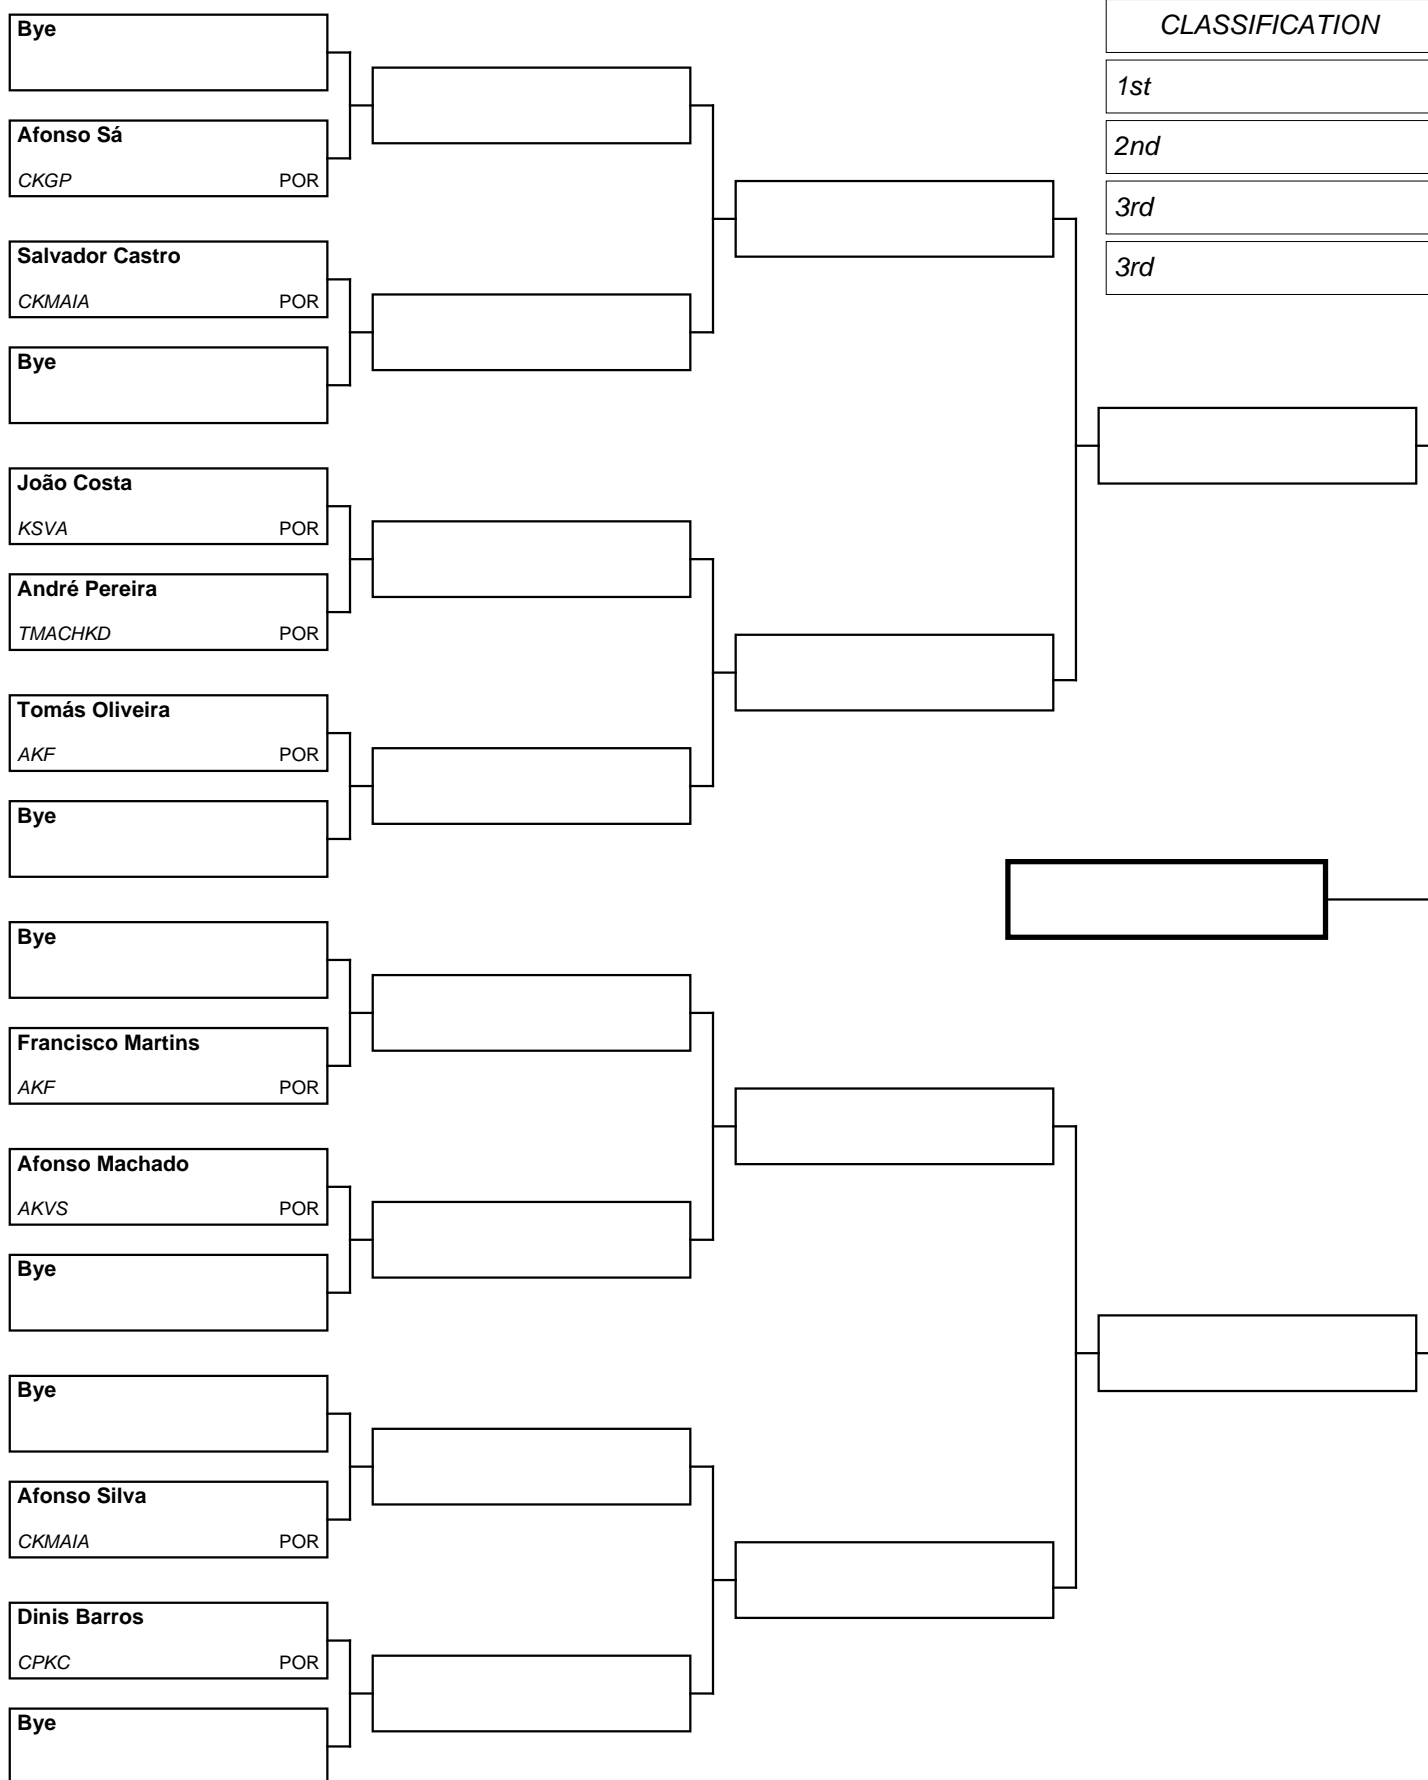 Bye
Afonso Sá
CKGP POR
Salvador Castro
CKMAIA POR
Bye
João Costa
KSVA POR
André Pereira
TMACHKD POR
Tomás Oliveira
AKF POR
Bye
Bye
Francisco Martins
AKF POR
Afonso Machado
AKVS POR
Bye
Bye
Afonso Silva
CKMAIA POR
Dinis Barros
CPKC POR
Bye
CLASSIFICATION
1st
2nd
3rd
3rd